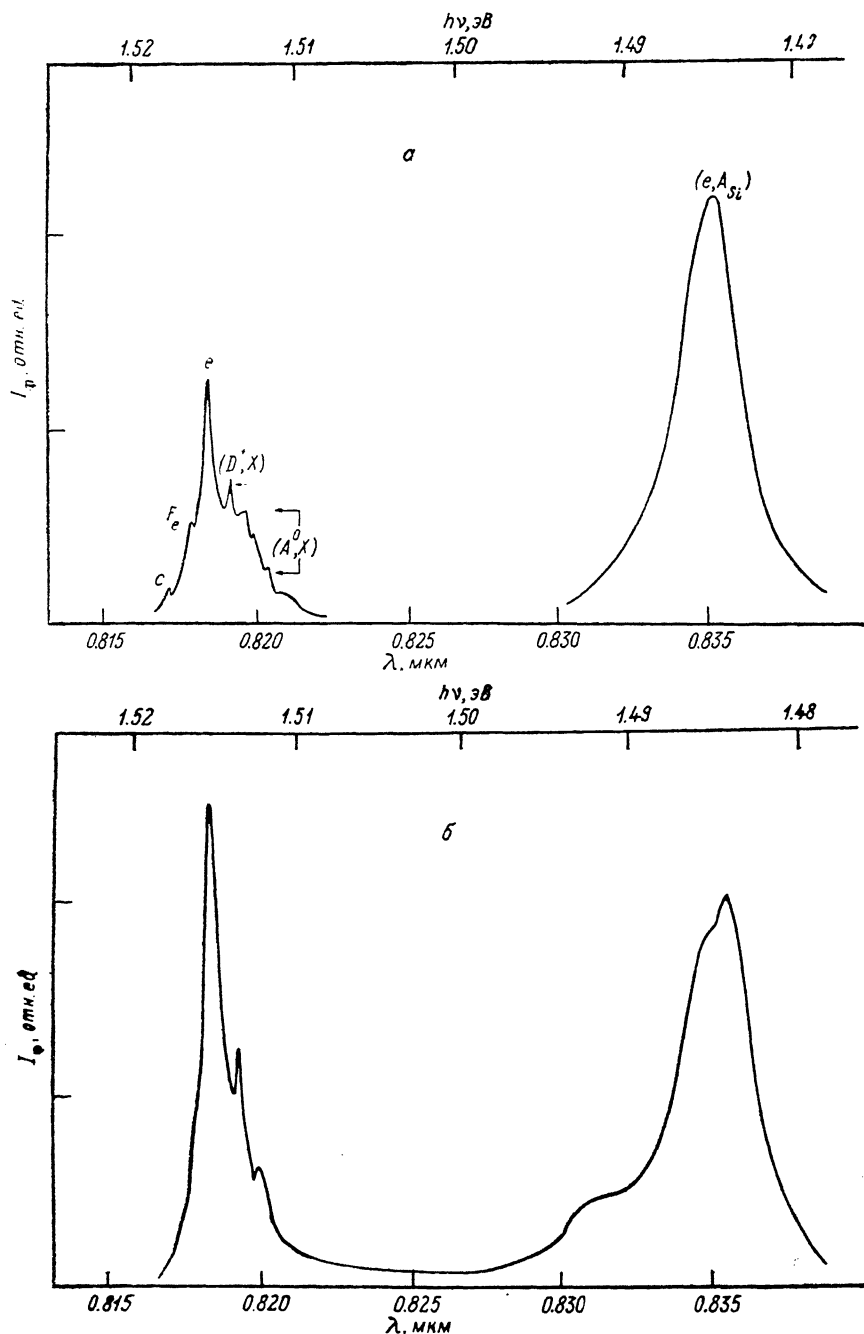 hν, эВ
1.52 1.51 1.50 1.49 1.43
а
(e, A_Si)
I_ф, отн. ед.
e
(D⁺, X)
F_e
(A⁰, X)
c
0.815 0.820 0.825 0.830 0.835
λ, мкм
hν, эВ
1.52 1.51 1.50 1.49 1.48
б
I_ф, отн. ед
0.815 0.820 0.825 0.830 0.835
λ, мкм